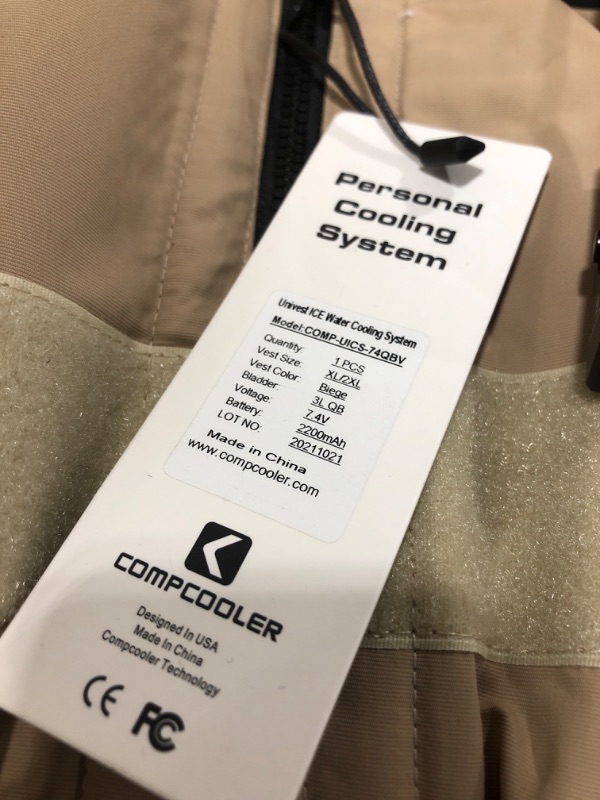 Personal
Cooling
System
Univest ICE Water Cooling System
Model:COMP-UICS-74QBV
Quantity: 1 PCS
Vest Size: XL/2XL
Vest Color: Biege
Bladder: 3L QB
Voltage: 7.4V
Battery: 2200mAh
LOT NO: 20211021
Made in China
www.compcooler.com
COMPCOOLER
Designed In USA
Made In China
Compcooler Technology
CE FC